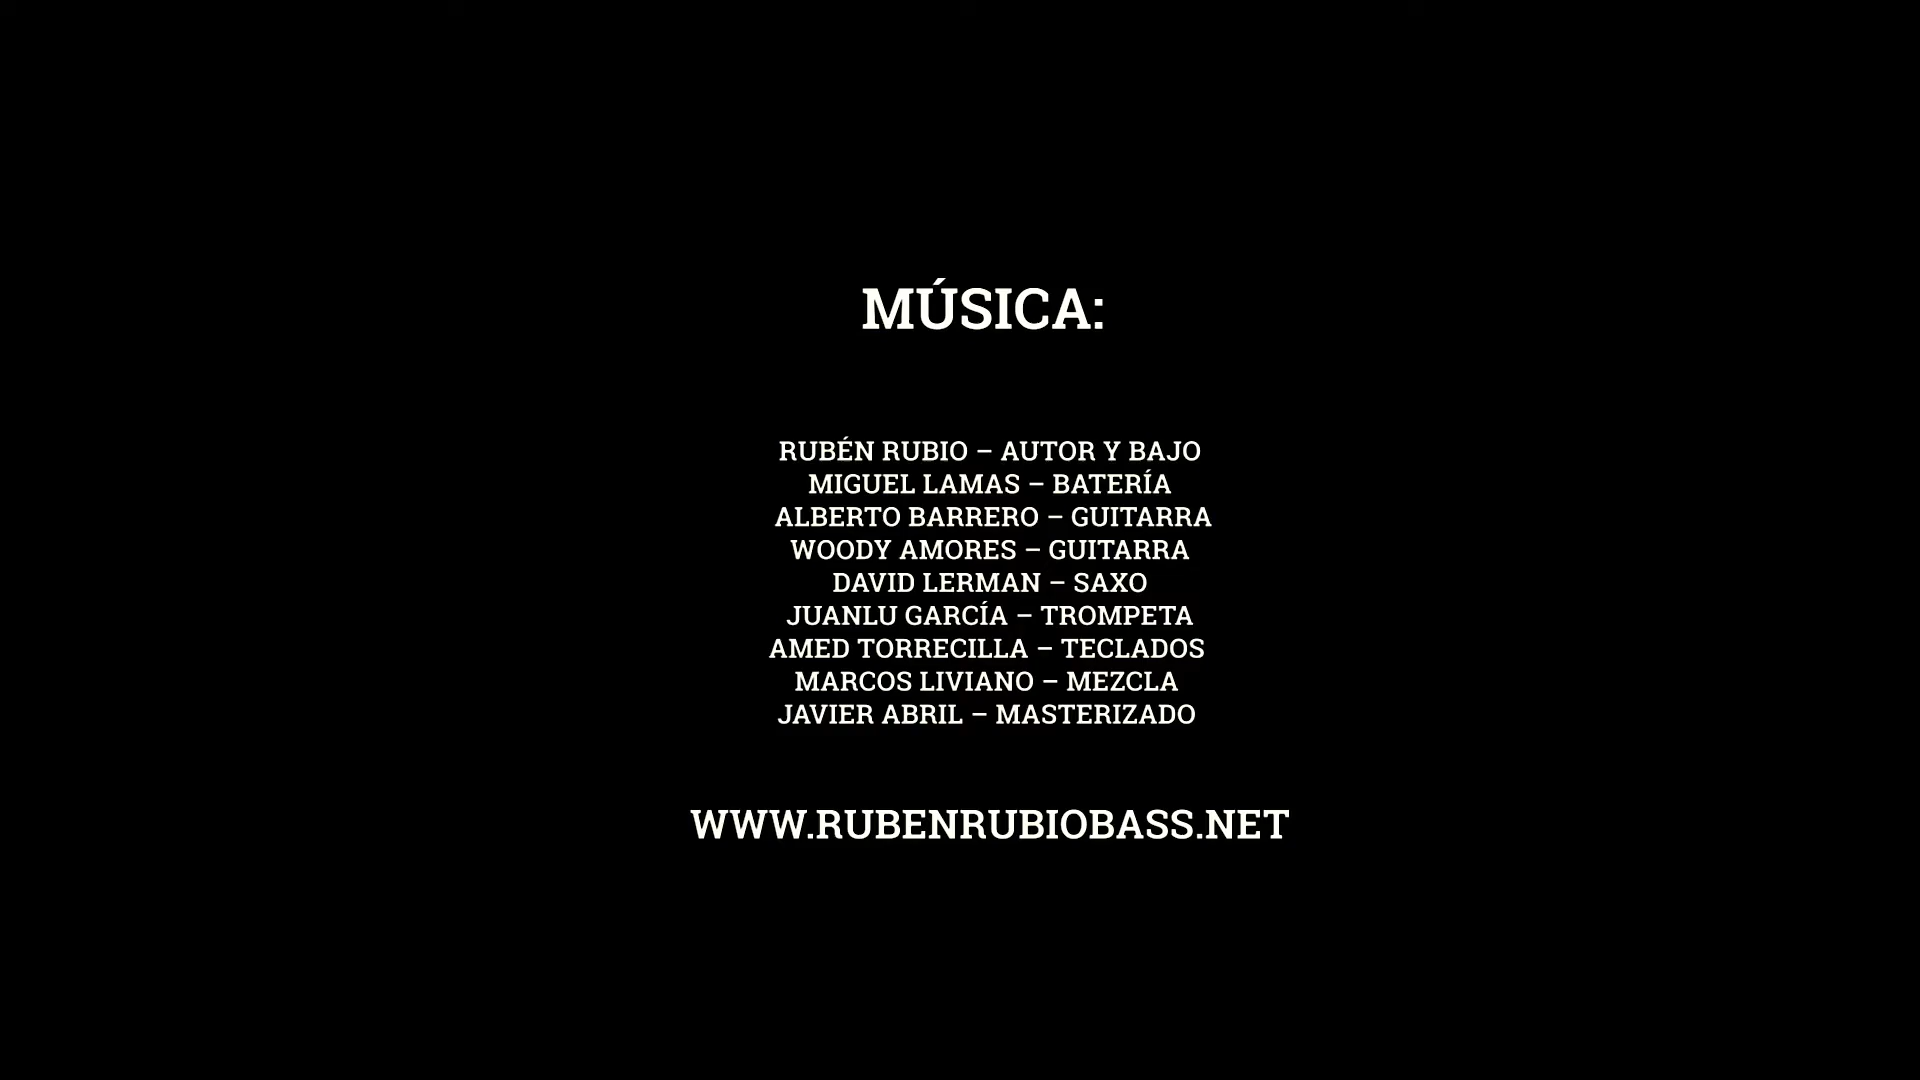 MÚSICA:
RUBÉN RUBIO – AUTOR Y BAJO
MIGUEL LAMAS – BATERÍA
ALBERTO BARRERO – GUITARRA
WOODY AMORES – GUITARRA
DAVID LERMAN – SAXO
JUANLU GARCÍA – TROMPETA
AMED TORRECILLA – TECLADOS
MARCOS LIVIANO – MEZCLA
JAVIER ABRIL – MASTERIZADO
WWW.RUBENRUBIOBASS.NET